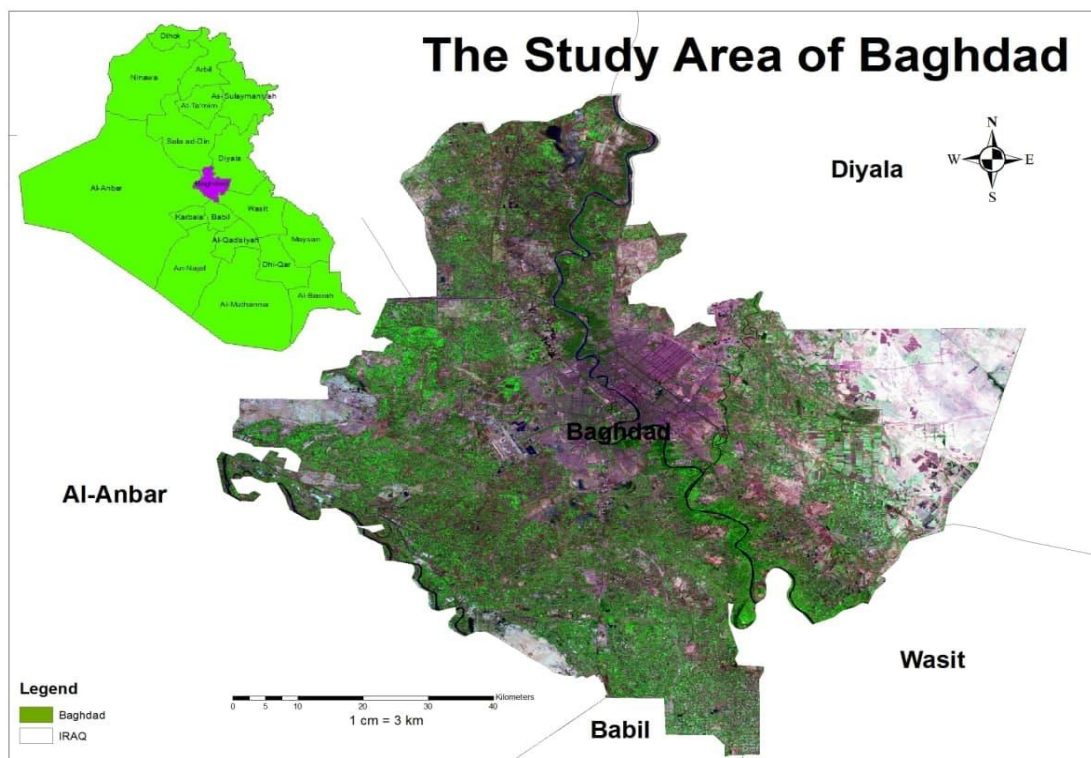 The Study Area of Baghdad
Dihok
Ninawa
Arbil
As-Sulaymaniyah
At-Ta'mim
Sala ad-Din
Diyala
Al-Anbar
Baghdad
Wasit
Karbala'
Babil
Al-Qadisiyah
Maysan
An-Najaf
Dhi-Qar
Al-Muthanna
Al-Basrah
N
W
E
S
Diyala
Baghdad
Al-Anbar
Wasit
Babil
Legend
Baghdad
IRAQ
Kilometers
0 5 10 20 30 40
1 cm = 3 km